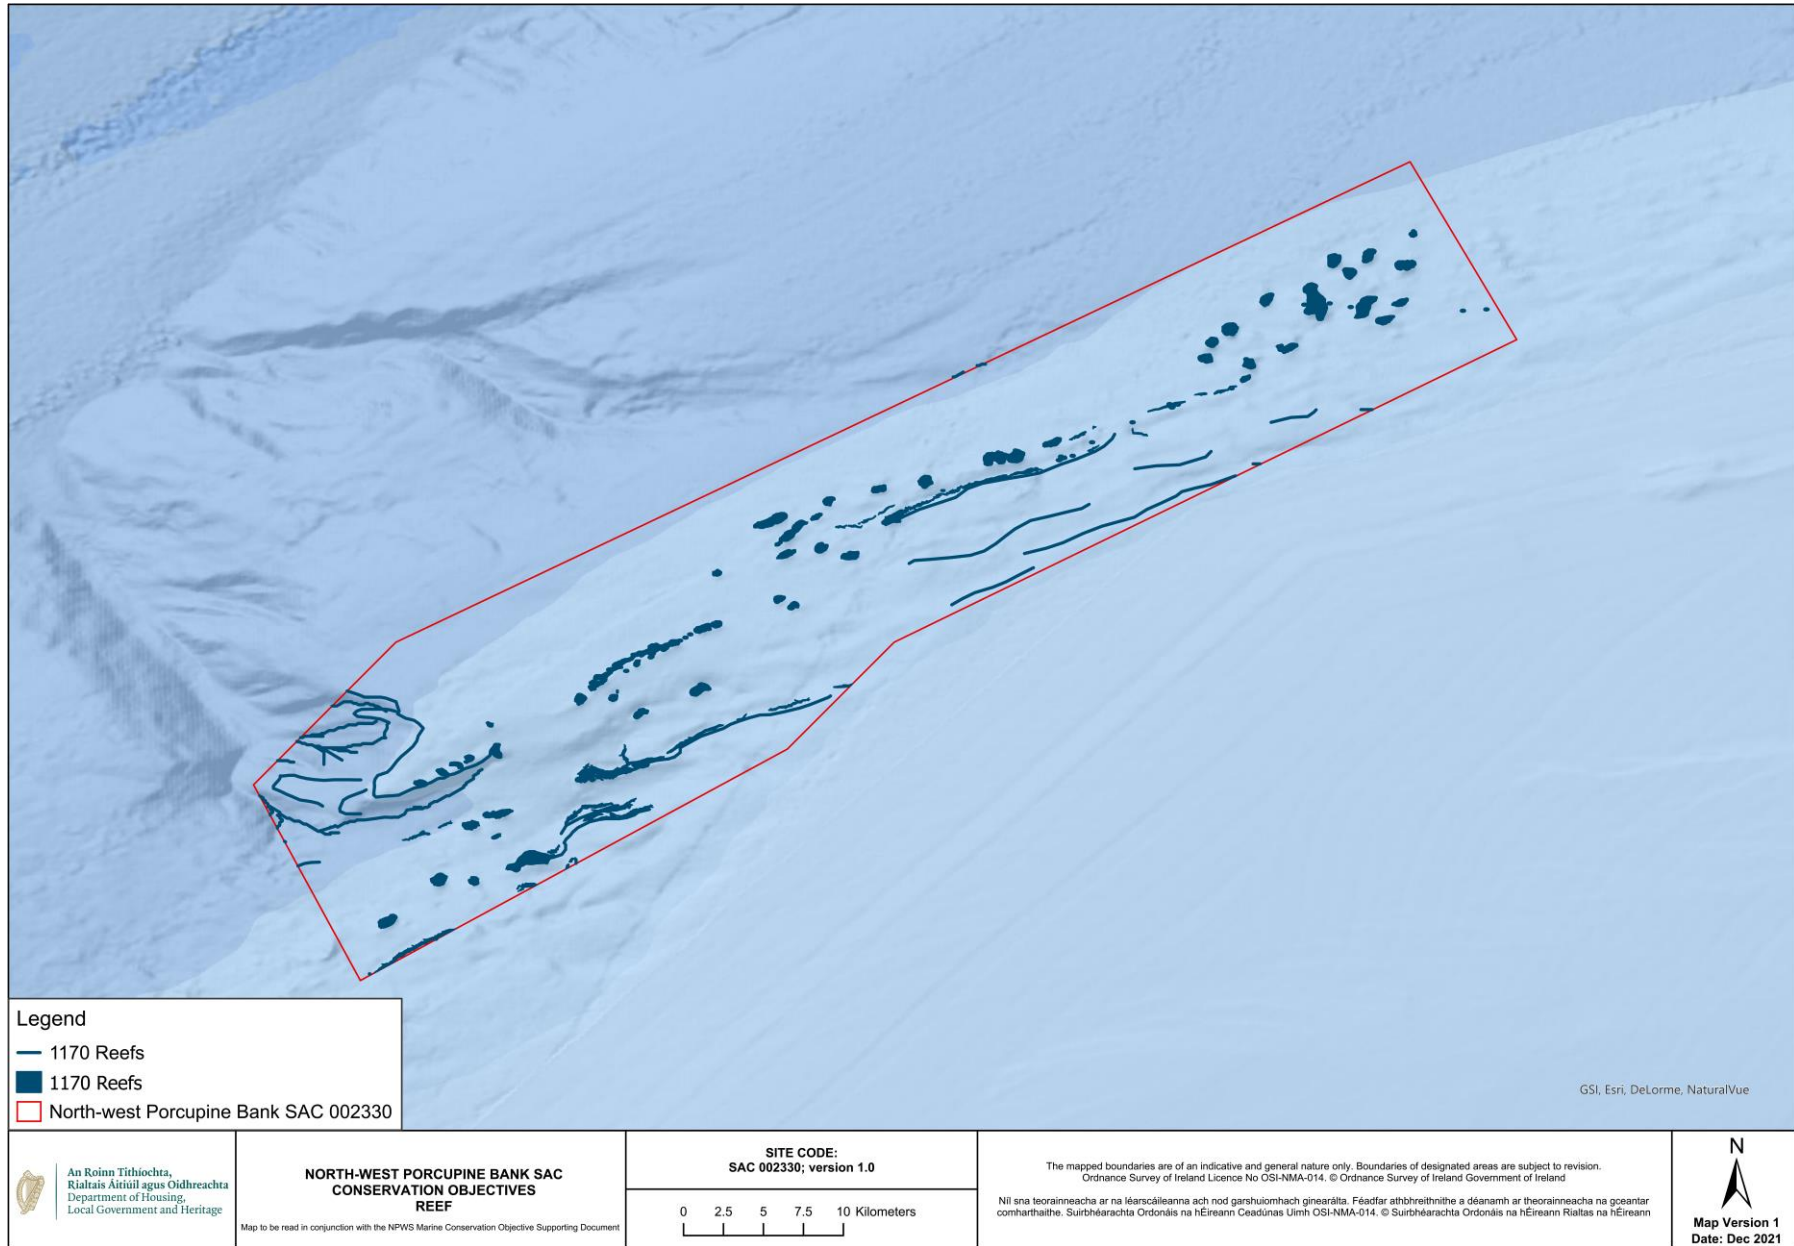 Legend
1170 Reefs
1170 Reefs
North-west Porcupine Bank SAC 002330
GSI, Esri, DeLorme, NaturalVue
An Roinn Tithíochta,
Rialtais Áitiúil agus Oidhreachta
Department of Housing,
Local Government and Heritage
NORTH-WEST PORCUPINE BANK SAC
CONSERVATION OBJECTIVES
REEF
Map to be read in conjunction with the NPWS Marine Conservation Objective Supporting Document
SITE CODE:
SAC 002330; version 1.0
0 2.5 5 7.5 10 Kilometers
The mapped boundaries are of an indicative and general nature only. Boundaries of designated areas are subject to revision.
Ordnance Survey of Ireland Licence No OSI-NMA-014. © Ordnance Survey of Ireland Government of Ireland
Níl sna teorainneacha ar na léarscáileanna ach nod garshuiomhach ginearálta. Féadfar athbhreithnithe a déanamh ar theorainneacha na gceantar
comharthaithe. Suirbhéarachta Ordonáis na hÉireann Ceadúnas Uimh OSI-NMA-014. © Suirbhéarachta Ordonáis na hÉireann Rialtas na hÉireann
N
Map Version 1
Date: Dec 2021